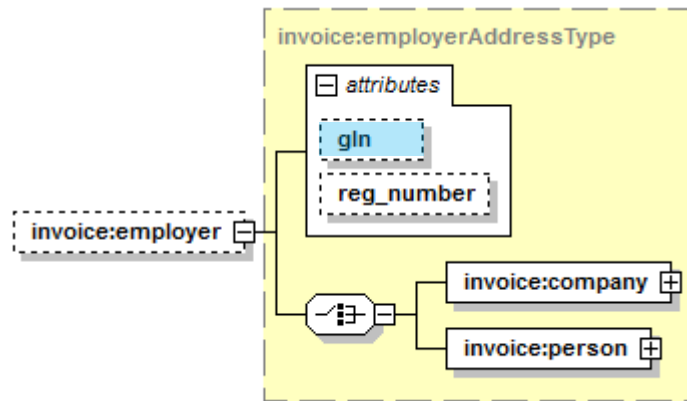 invoice:employerAddressType
attributes
gln
reg_number
invoice:employer
invoice:company
invoice:person